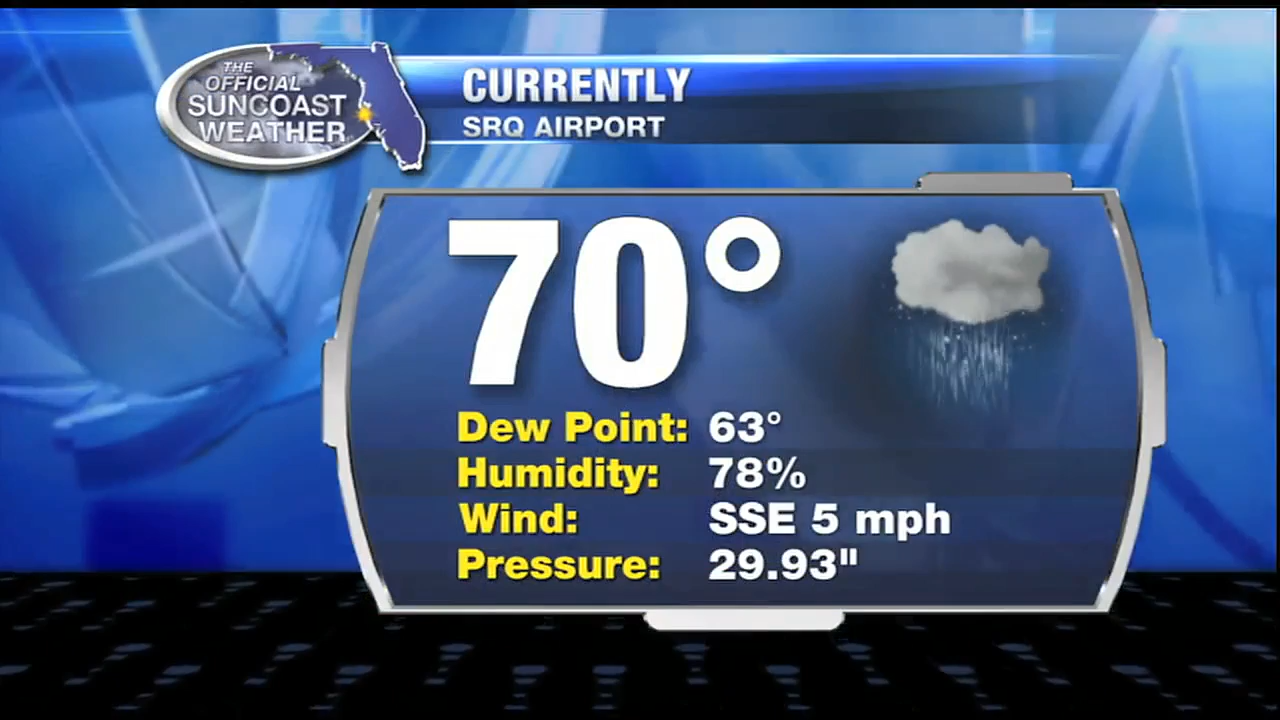 THE
OFFICIAL
SUNCOAST
WEATHER
CURRENTLY
SRQ AIRPORT
70°
Dew Point: 63°
Humidity: 78%
Wind: SSE 5 mph
Pressure: 29.93"